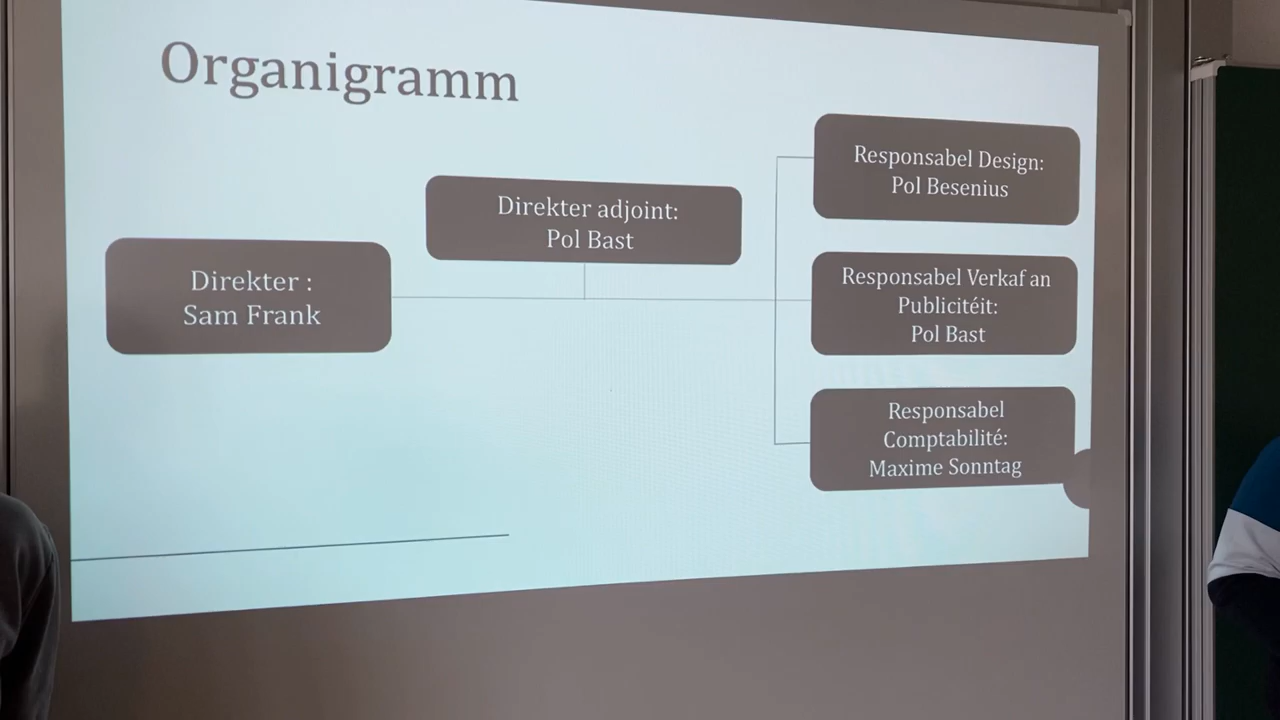 Organigramm
Direkter :
Sam Frank
Direkter adjoint:
Pol Bast
Responsabel Design:
Pol Besenius
Responsabel Verkaf an
Publicitéit:
Pol Bast
Responsabel
Comptabilité:
Maxime Sonntag